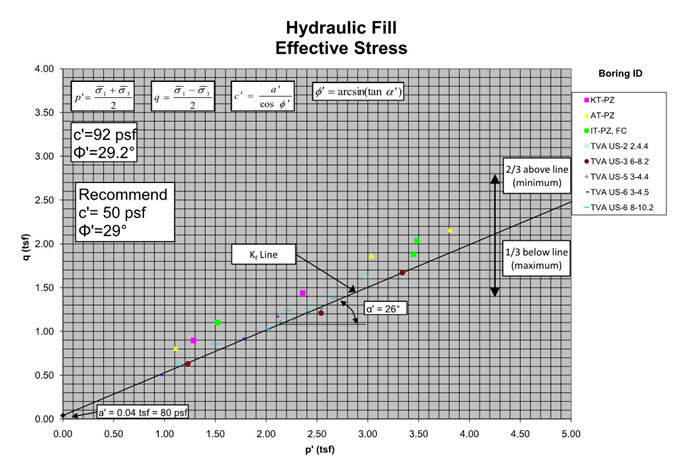 Hydraulic Fill
Effective Stress
4.00
3.50
3.00
2.50
2.00
1.50
1.00
0.50
0.00
q (tsf)
p' = (σ̅₁ + σ̅₃) / 2
q = (σ̅₁ − σ̅₃) / 2
c' = a' / cos ϕ'
ϕ' = arcsin(tan α')
c'=92 psf
Φ'=29.2°
Recommend
c'= 50 psf
Φ'=29°
Kf Line
α' = 26°
a' = 0.04 tsf = 80 psf
2/3 above line
(minimum)
1/3 below line
(maximum)
0.00 0.50 1.00 1.50 2.00 2.50 3.00 3.50 4.00 4.50 5.00
p' (tsf)
Boring ID
KT-PZ
AT-PZ
IT-PZ, FC
TVA US-2 2.4.4
TVA US-3 6-8.2
TVA US-5 3-4.4
TVA US-6 3-4.5
TVA US-6 8-10.2